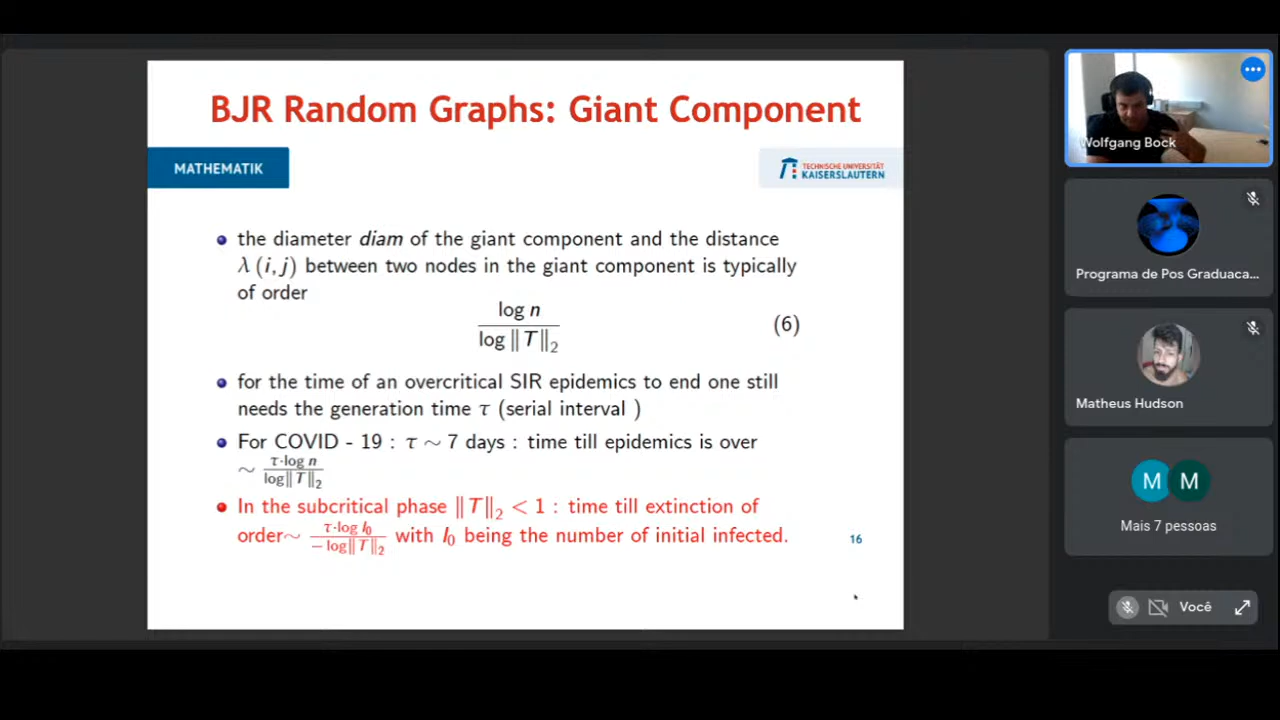 BJR Random Graphs: Giant Component
MATHEMATIK
TECHNISCHE UNIVERSITÄT
KAISERSLAUTERN
the diameter diam of the giant component and the distance
λ (i, j) between two nodes in the giant component is typically
of order
log n
log ‖T‖₂
(6)
for the time of an overcritical SIR epidemics to end one still
needs the generation time τ (serial interval )
For COVID - 19 : τ ∼ 7 days : time till epidemics is over
∼ τ·log n / log‖T‖₂
In the subcritical phase ‖T‖₂ < 1 : time till extinction of
order∼ τ·log I₀ / −log‖T‖₂ with I₀ being the number of initial infected.
16
Wolfgang Bock
Programa de Pos Graduaca...
Matheus Hudson
M M
Mais 7 pessoas
Você